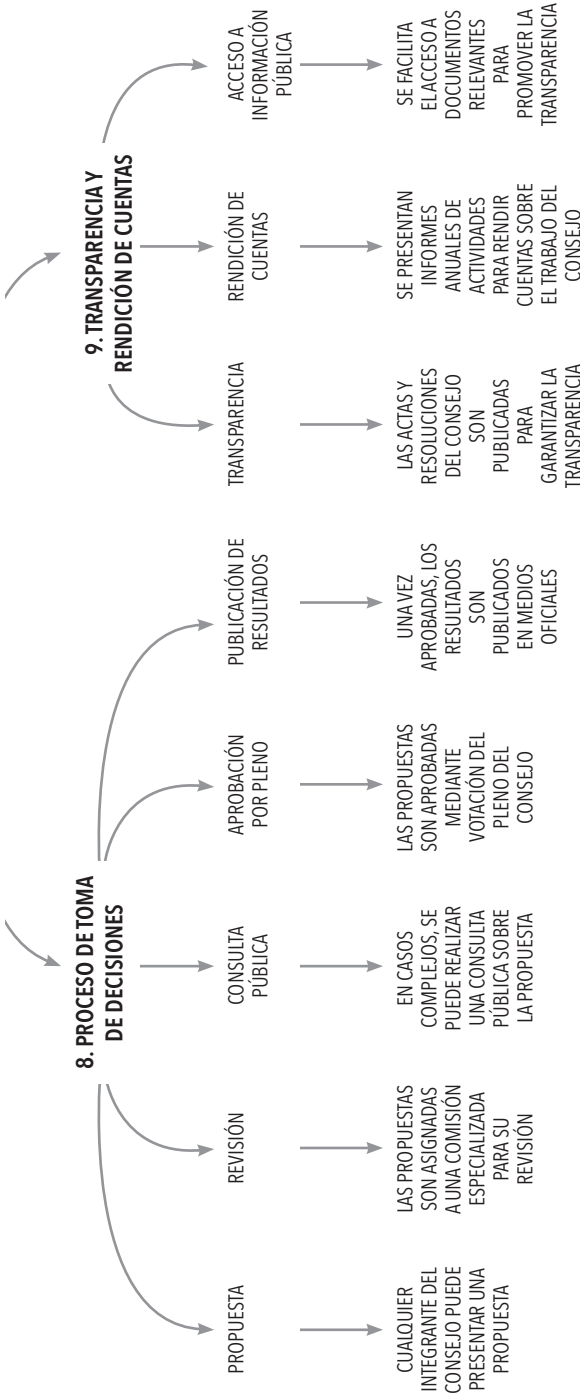 8. PROCESO DE TOMA
DE DECISIONES
PROPUESTA
CUALQUIER
INTEGRANTE DEL
CONSEJO PUEDE
PRESENTAR UNA
PROPUESTA
REVISIÓN
LAS PROPUESTAS
SON ASIGNADAS
A UNA COMISIÓN
ESPECIALIZADA
PARA SU
REVISIÓN
CONSULTA
PÚBLICA
EN CASOS
COMPLEJOS, SE
PUEDE REALIZAR
UNA CONSULTA
PÚBLICA SOBRE
LA PROPUESTA
APROBACIÓN
POR PLENO
LAS PROPUESTAS
SON APROBADAS
MEDIANTE
VOTACIÓN DEL
PLENO DEL
CONSEJO
PUBLICACIÓN DE
RESULTADOS
UNA VEZ
APROBADAS, LOS
RESULTADOS
SON
PUBLICADOS
EN MEDIOS
OFICIALES
9. TRANSPARENCIA Y
RENDICIÓN DE CUENTAS
TRANSPARENCIA
LAS ACTAS Y
RESOLUCIONES
DEL CONSEJO
SON
PUBLICADAS
PARA
GARANTIZAR LA
TRANSPARENCIA
RENDICIÓN DE
CUENTAS
SE PRESENTAN
INFORMES
ANUALES DE
ACTIVIDADES
PARA RENDIR
CUENTAS SOBRE
EL TRABAJO DEL
CONSEJO
ACCESO A
INFORMACIÓN
PÚBLICA
SE FACILITA
EL ACCESO A
DOCUMENTOS
RELEVANTES
PARA
PROMOVER LA
TRANSPARENCIA